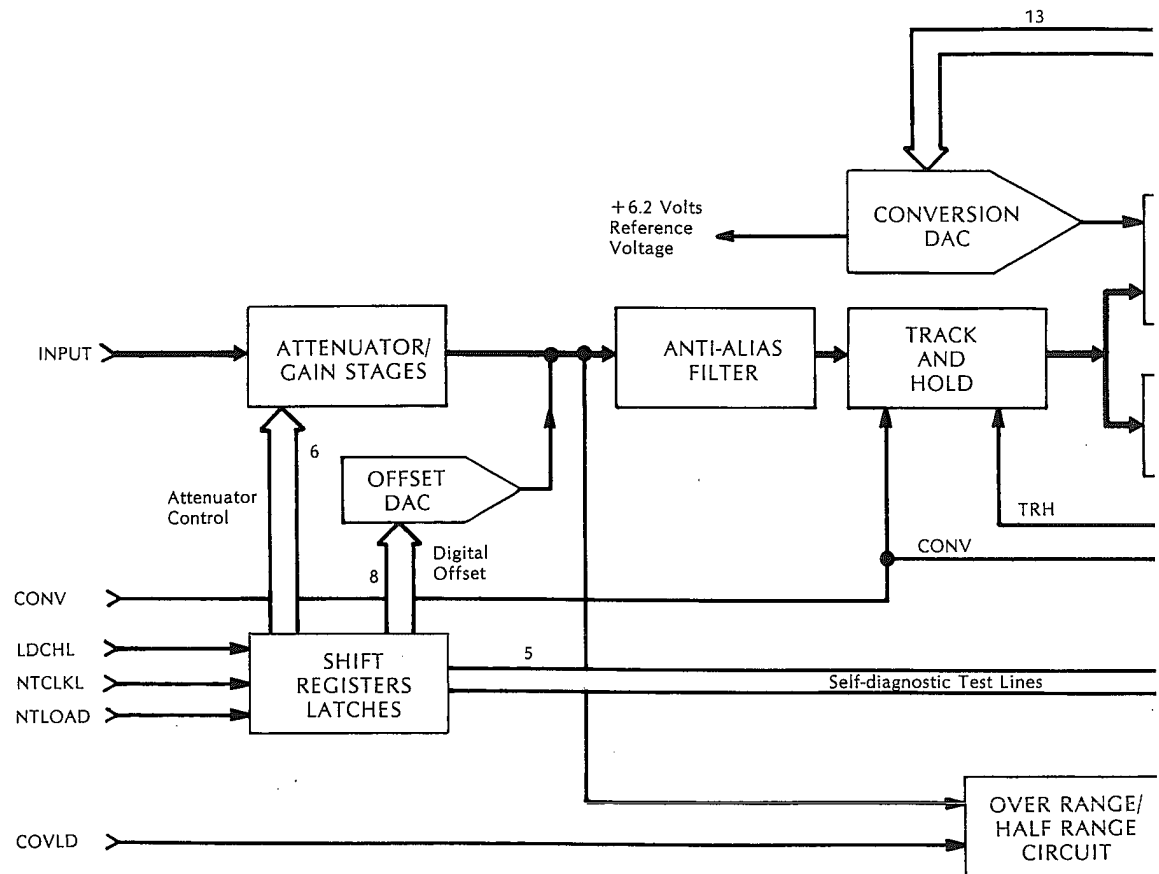 13
CONVERSION
DAC
+6.2 Volts
Reference
Voltage
INPUT
ATTENUATOR/
GAIN STAGES
ANTI-ALIAS
FILTER
TRACK
AND
HOLD
6
Attenuator
Control
OFFSET
DAC
8
Digital
Offset
TRH
CONV
CONV
LDCHL
NTCLKL
NTLOAD
SHIFT
REGISTERS
LATCHES
5
Self-diagnostic Test Lines
COVLD
OVER RANGE/
HALF RANGE
CIRCUIT